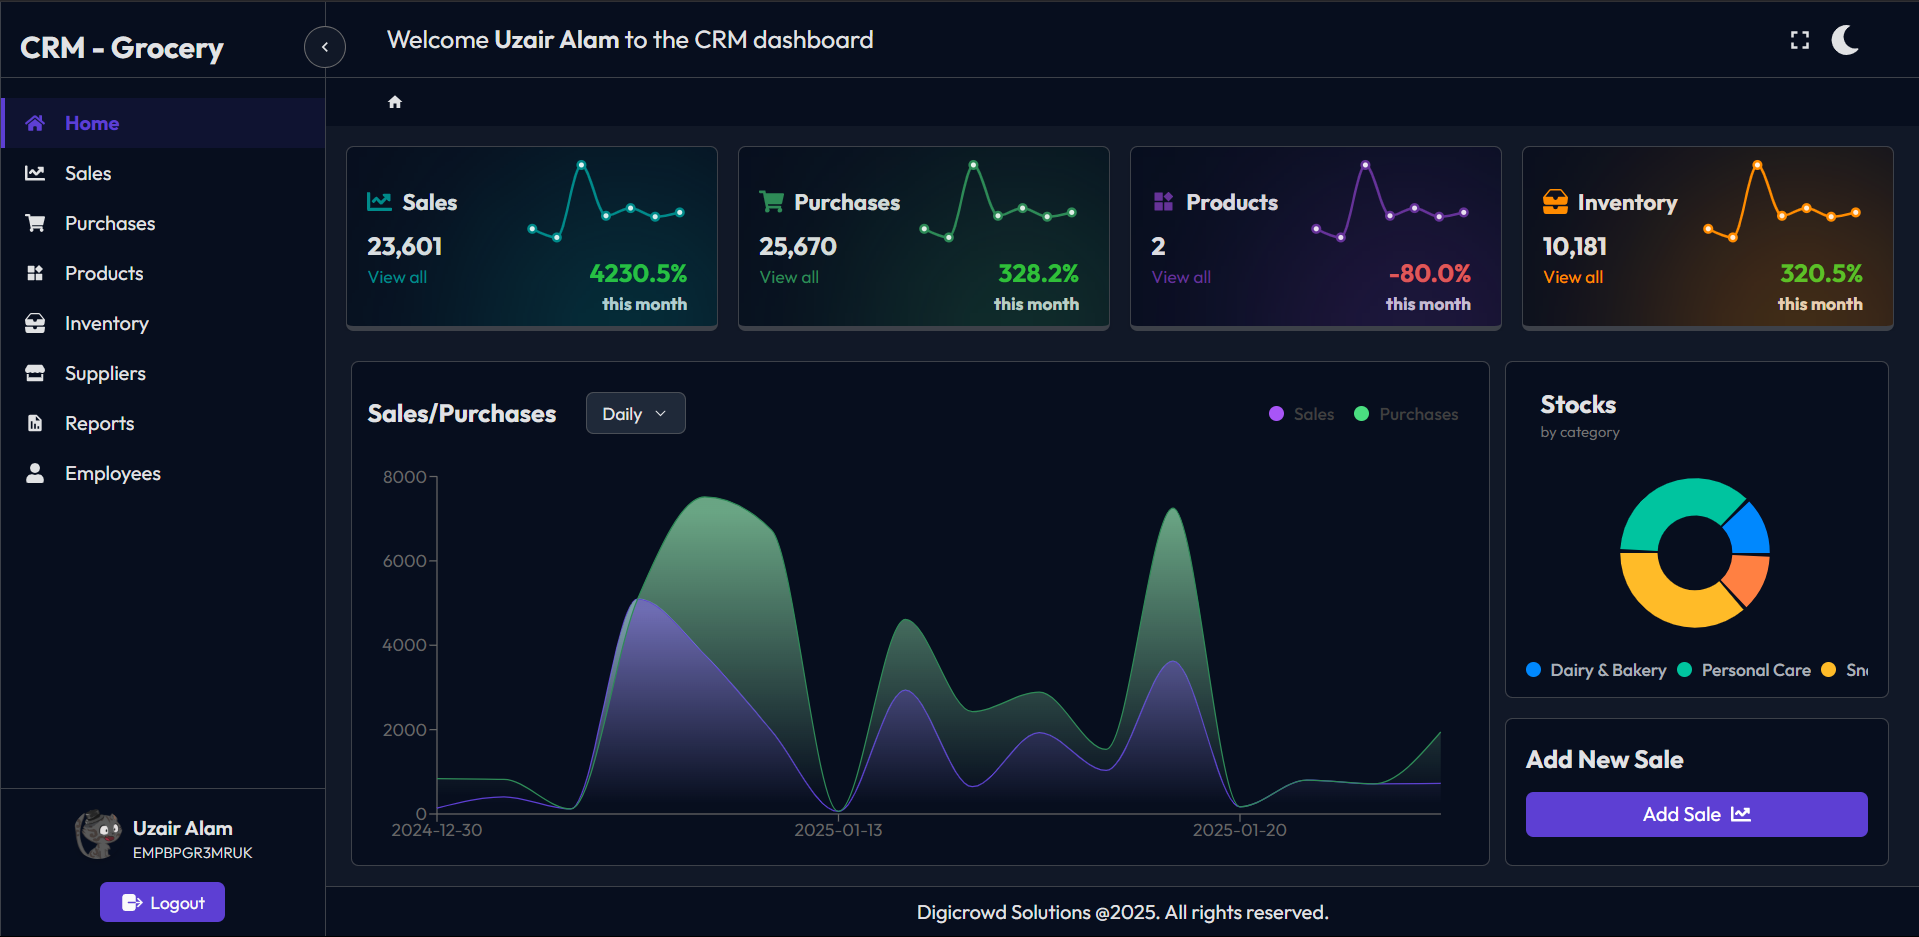 CRM - Grocery
Welcome Uzair Alam to the CRM dashboard
Home
Sales
Purchases
Products
Inventory
Suppliers
Reports
Employees
Uzair Alam
EMPBPGR3MRUK
Logout
Sales
23,601
View all
4230.5%
this month
Purchases
25,670
View all
328.2%
this month
Products
2
View all
-80.0%
this month
Inventory
10,181
View all
320.5%
this month
Sales/Purchases
Daily
Sales Purchases
8000
6000
4000
2000
0
2024-12-30 2025-01-13 2025-01-20
Stocks
by category
Dairy & Bakery Personal Care
Add New Sale
Add Sale
Digicrowd Solutions @2025. All rights reserved.